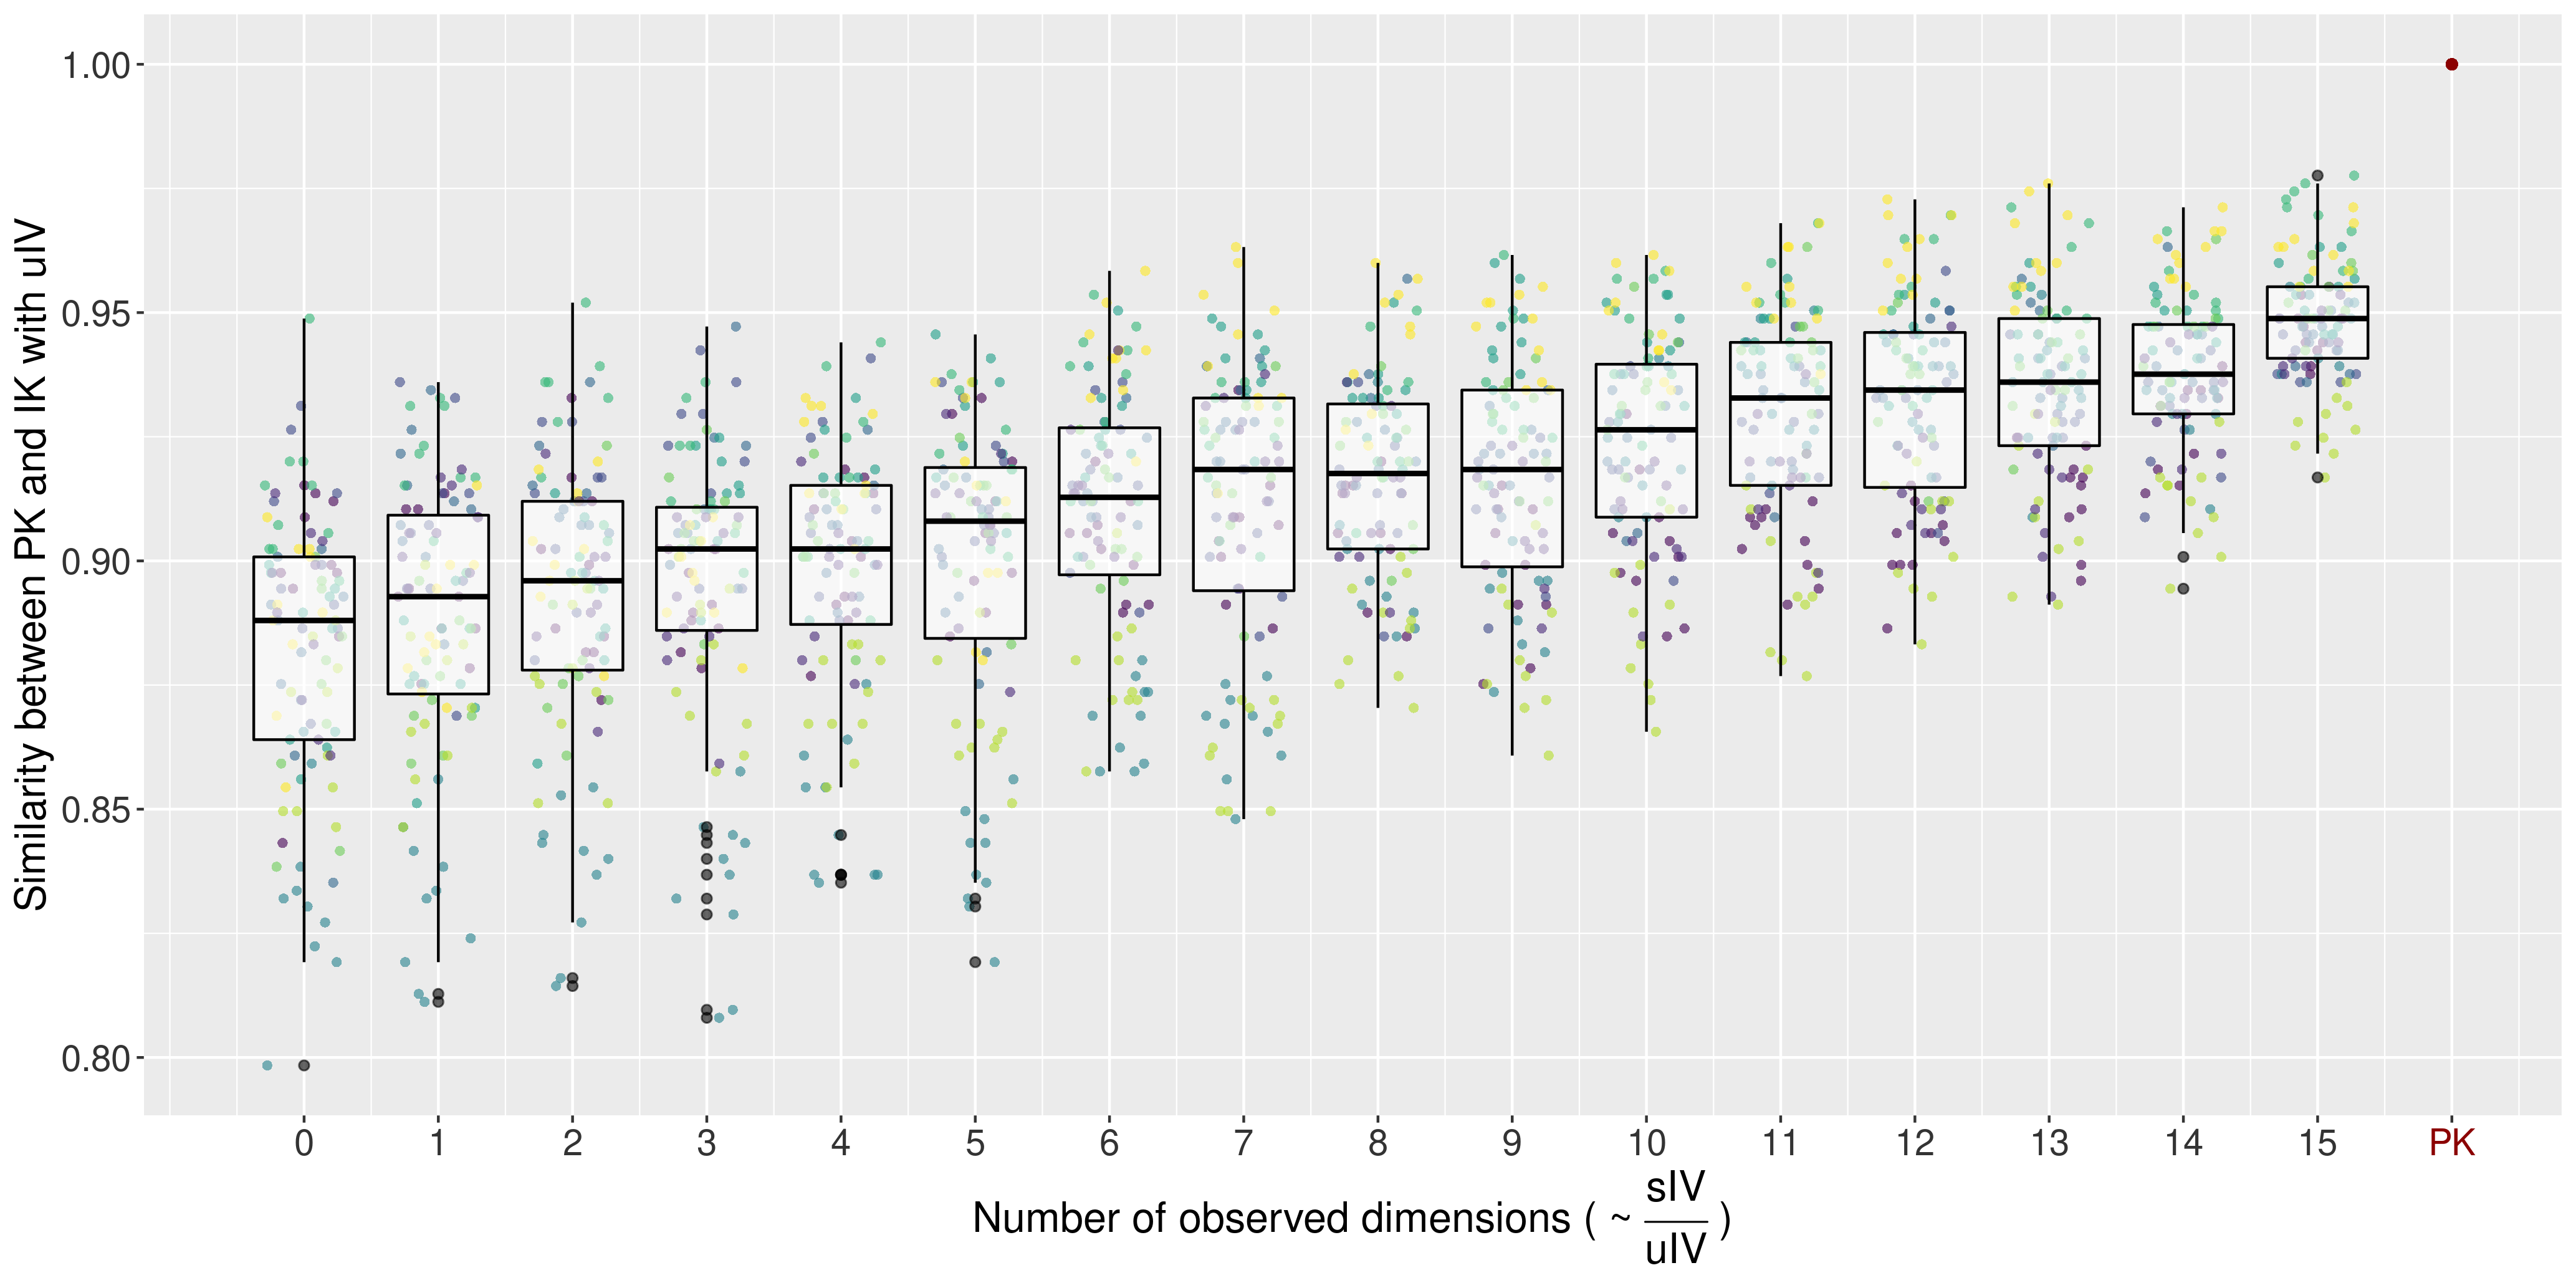 Similarity between PK and IK with uIV
1.00
0.95
0.90
0.85
0.80
0 1 2 3 4 5 6 7 8 9 10 11 12 13 14 15 PK
Number of observed dimensions ( ~ sIV / uIV )